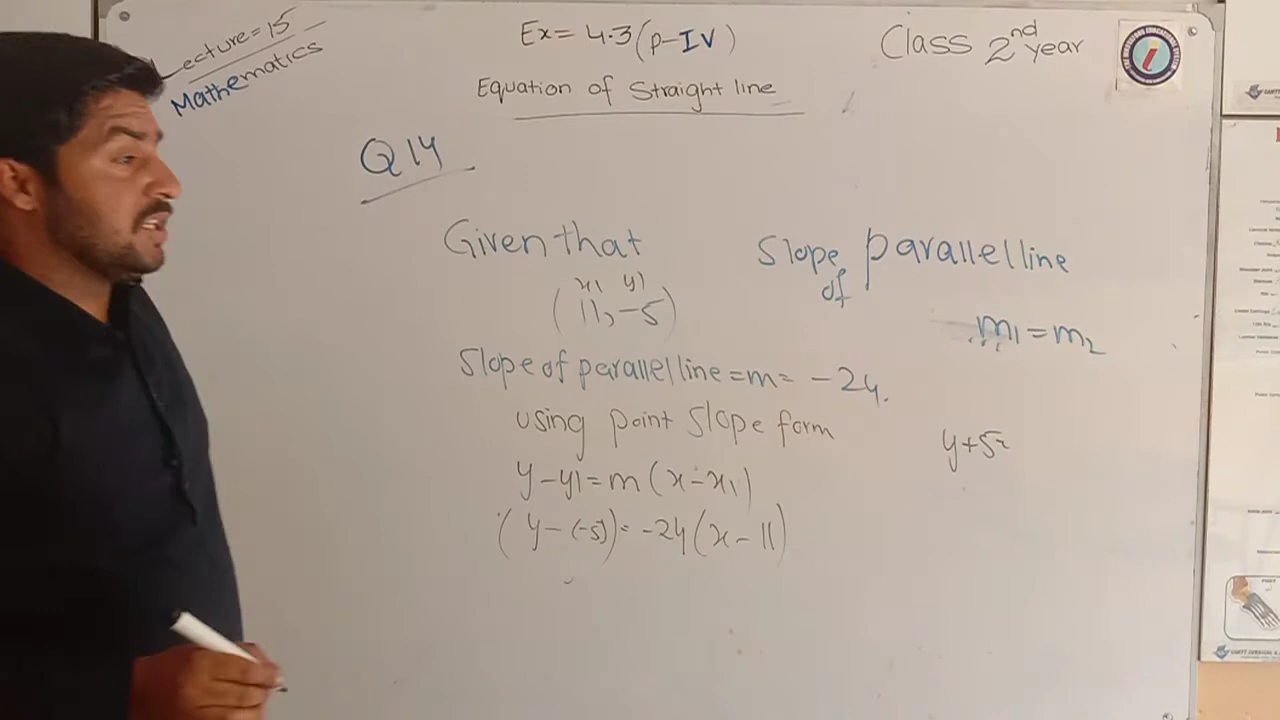 Lecture=15
Mathematics
Ex= 4.3(P-IV)
Class 2nd year
Equation of Straight line
Q14
Given that
x1 y1
(11,-5)
Slope of parallel line
m1=m2
Slope of parallel line=m= -24.
using point slope form
y+5=
y-y1=m(x-x1)
(y-(-5))= -24(x-11)